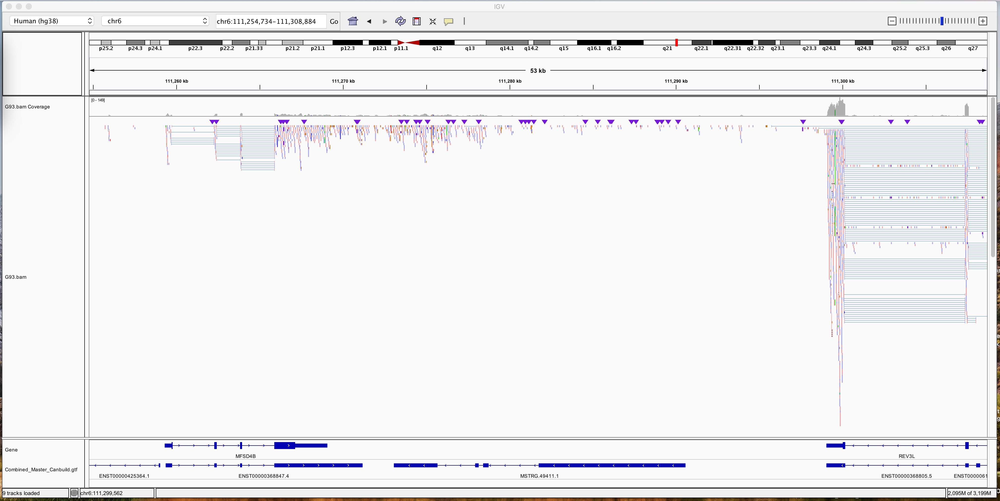 IGV
Human (hg38) chr6 chr6:111,254,734-111,308,884 Go
p25.2 p24.3 p24.1 p22.3 p22.2 p21.33 p21.2 p21.1 p12.3 p12.1 p11.1 q12 q13 q14.1 q14.2 q15 q16.1 q16.2 q21 q22.1 q22.31 q22.32 q23.1 q23.3 q24.1 q24.3 q25.2 q25.3 q26 q27
53 kb
111,260 kb 111,270 kb 111,280 kb 111,290 kb 111,300 kb
[0 - 149]
G93.bam Coverage
G93.bam
Gene
MFSD4B REV3L
Combined_Master_Canbuild.gtf
ENST00000425364.1 ENST00000368847.4 MSTRG.49411.1 ENST00000368805.5 ENST0000061
9 tracks loaded chr6:111,299,562 2,095M of 3,199M